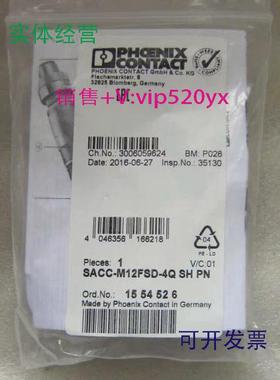 实体经营
PHOENIX
CONTACT
PHOENIX CONTACT GmbH & Co. KG
Flachsmarktstr. 8
32825 Blomberg, Germany
销售+v:vip520yx
Ch.No.: 3006059624 BM: P028
Date: 2016-06-27 Insp.No.: 35130
4 046356 166218
04
PE - LD
Pieces: 1 V/C:01
SACC-M12FSD-4Q SH PN
Ord.No.: 15 54 52 6
Made by Phoenix Contact in Germany
可开发票